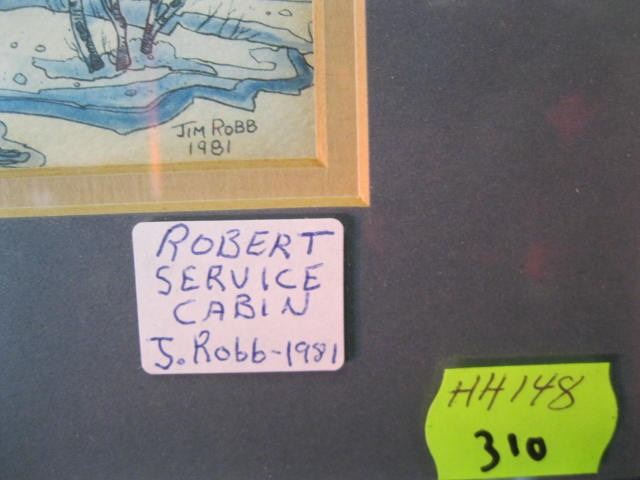 JIM ROBB
1981
ROBERT
SERVICE
CABIN
J. Robb-1981
HH148
310